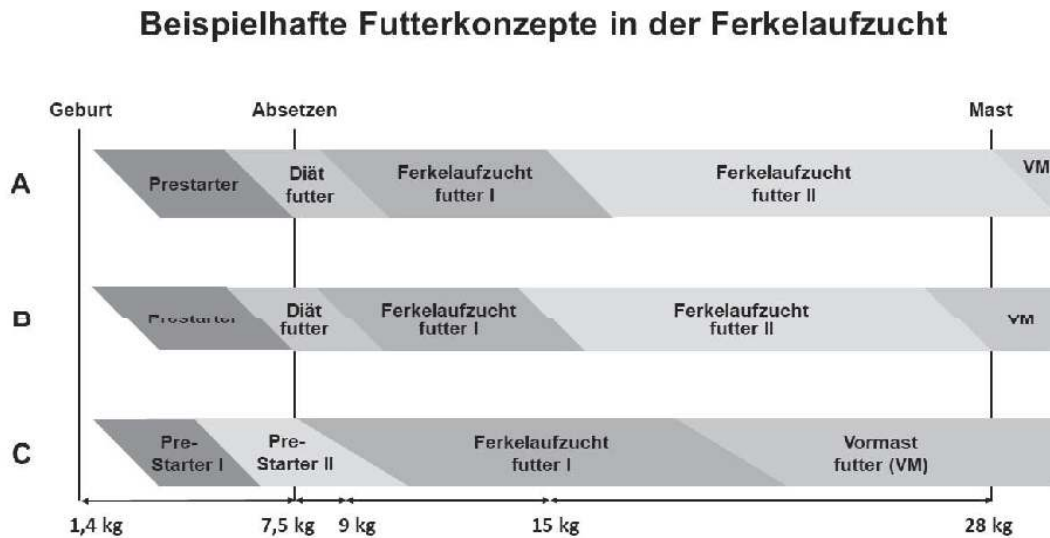 Beispielhafte Futterkonzepte in der Ferkelaufzucht
Geburt
Absetzen
Mast
A
Prestarter
Diät
futter
Ferkelaufzucht
futter I
Ferkelaufzucht
futter II
VM
B
Prestarter
Diät
futter
Ferkelaufzucht
futter I
Ferkelaufzucht
futter II
VM
C
Pre-
Starter I
Pre-
Starter II
Ferkelaufzucht
futter I
Vormast
futter (VM)
1,4 kg
7,5 kg
9 kg
15 kg
28 kg